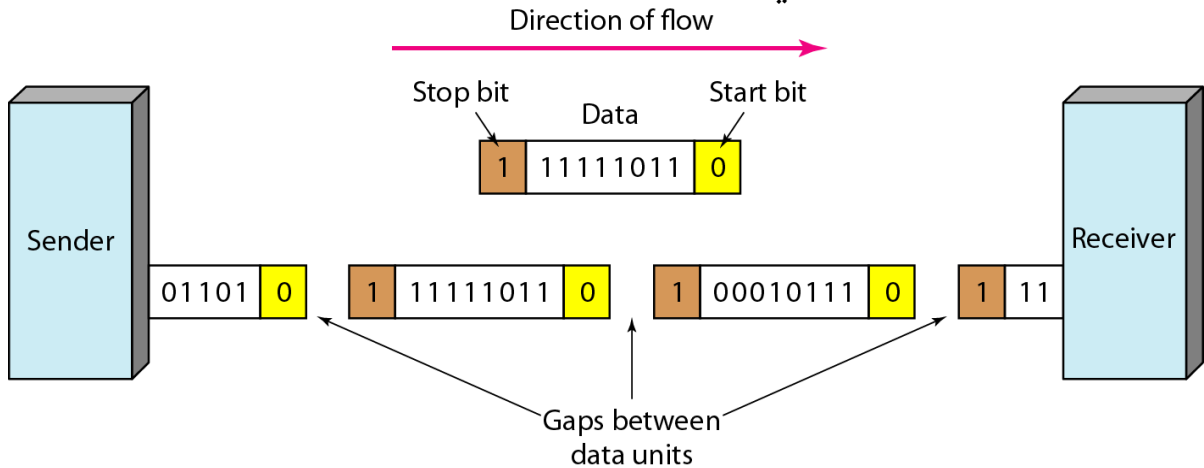 Direction of flow
Stop bit
Start bit
Data
1 11111011 0
Sender
Receiver
01101 0 1 11111011 0 1 00010111 0 1 11
Gaps between
data units